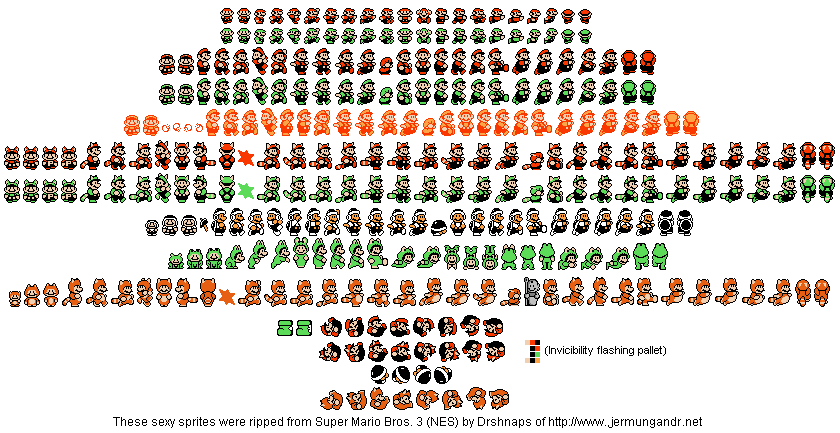 (Invicibility flashing pallet)
These sexy sprites were ripped from Super Mario Bros. 3 (NES) by Drshnaps of http://www.jermungandr.net